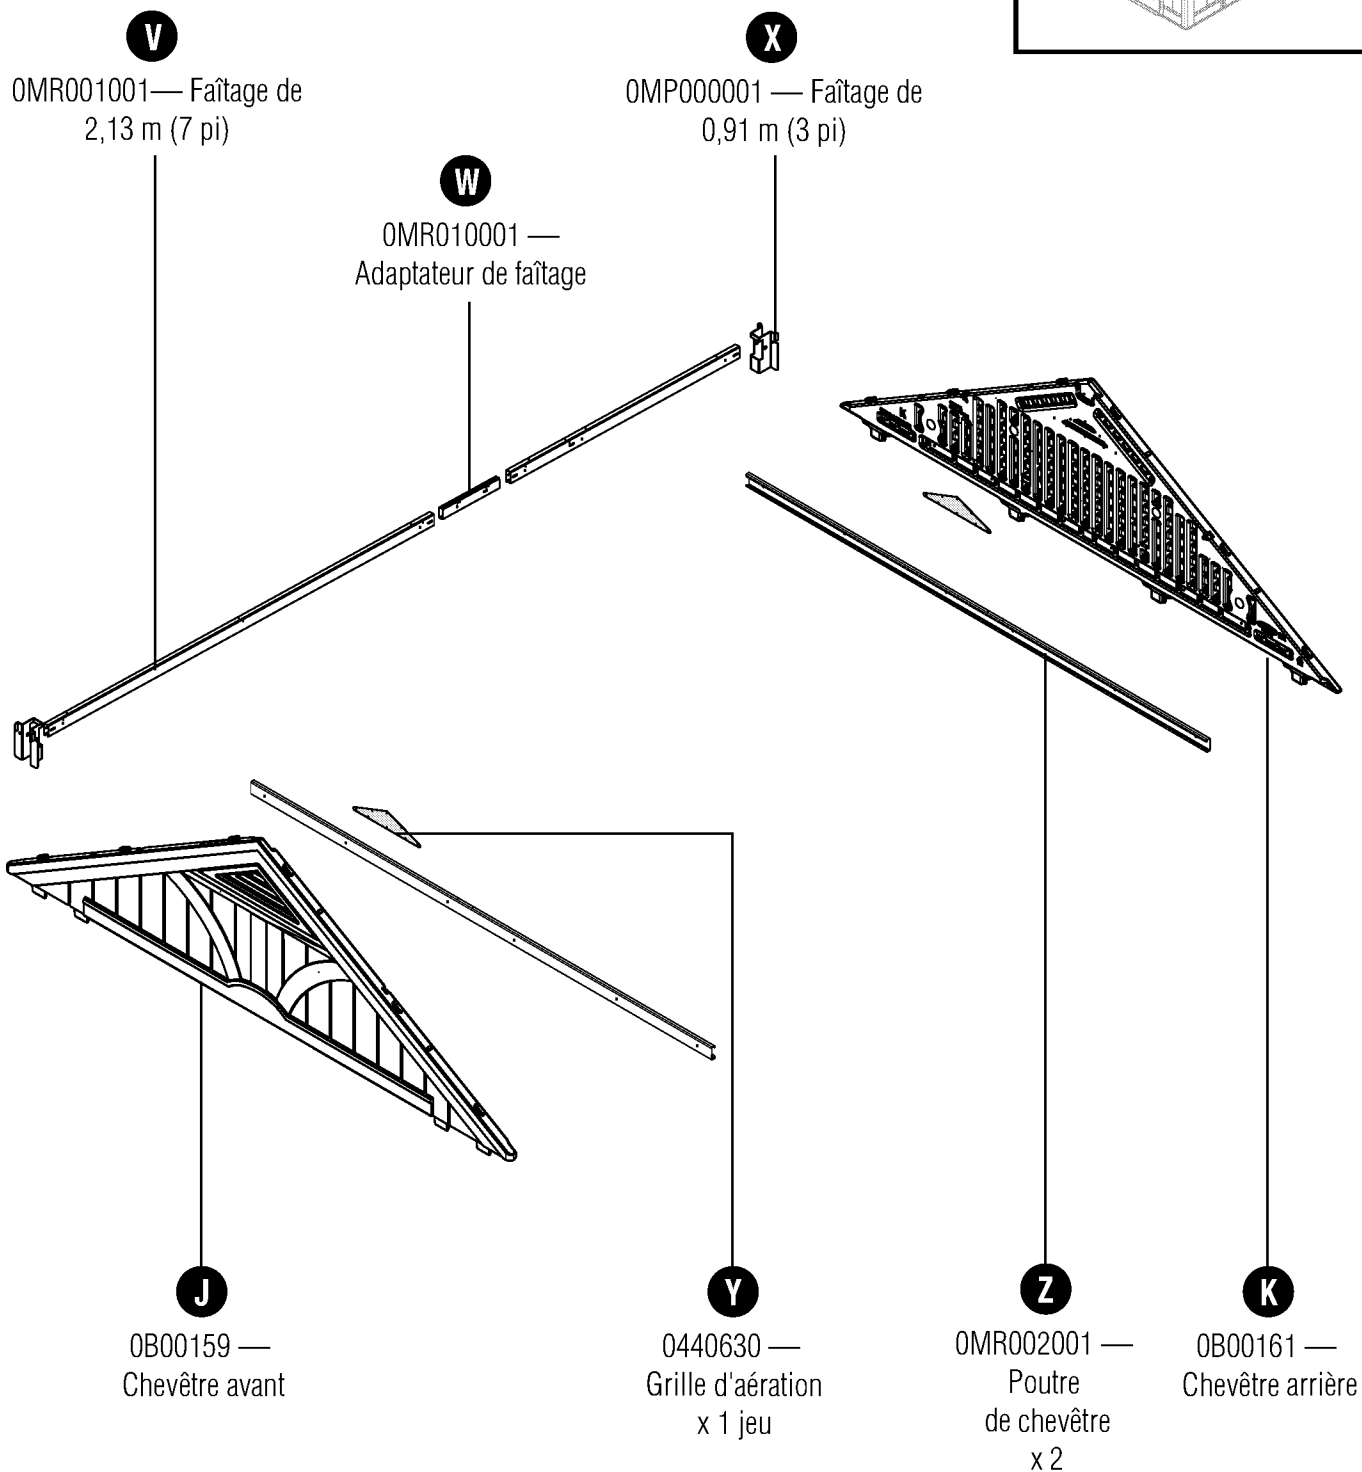 V
0MR001001— Faîtage de
2,13 m (7 pi)
X
0MP000001 — Faîtage de
0,91 m (3 pi)
W
0MR010001 —
Adaptateur de faîtage
J
0B00159 —
Chevêtre avant
Y
0440630 —
Grille d'aération
x 1 jeu
Z
0MR002001 —
Poutre
de chevêtre
x 2
K
0B00161 —
Chevêtre arrière